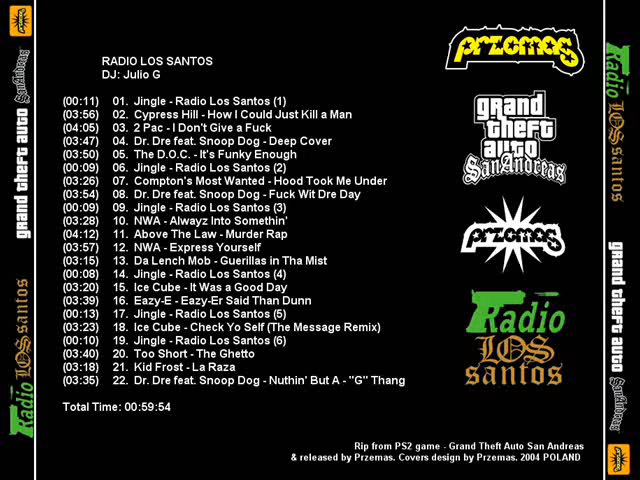 RADIO LOS SANTOS
DJ: Julio G
(00:11) 01. Jingle - Radio Los Santos (1)
(03:56) 02. Cypress Hill - How I Could Just Kill a Man
(04:05) 03. 2 Pac - I Don't Give a Fuck
(03:47) 04. Dr. Dre feat. Snoop Dog - Deep Cover
(03:50) 05. The D.O.C. - It's Funky Enough
(00:09) 06. Jingle - Radio Los Santos (2)
(03:26) 07. Compton's Most Wanted - Hood Took Me Under
(03:54) 08. Dr. Dre feat. Snoop Dog - Fuck Wit Dre Day
(00:09) 09. Jingle - Radio Los Santos (3)
(03:28) 10. NWA - Alwayz Into Somethin'
(04:12) 11. Above The Law - Murder Rap
(03:57) 12. NWA - Express Yourself
(03:15) 13. Da Lench Mob - Guerillas in Tha Mist
(00:08) 14. Jingle - Radio Los Santos (4)
(03:20) 15. Ice Cube - It Was a Good Day
(03:39) 16. Eazy-E - Eazy-Er Said Than Dunn
(00:13) 17. Jingle - Radio Los Santos (5)
(03:23) 18. Ice Cube - Check Yo Self (The Message Remix)
(00:10) 19. Jingle - Radio Los Santos (6)
(03:40) 20. Too Short - The Ghetto
(03:18) 21. Kid Frost - La Raza
(03:35) 22. Dr. Dre feat. Snoop Dog - Nuthin' But A - "G" Thang
Total Time: 00:59:54
przemas
grand
theft
auto
San Andreas
przemas
Radio
LOS
santos
Rip from PS2 game - Grand Theft Auto San Andreas
& released by Przemas. Covers design by Przemas. 2004 POLAND
Radio LOS santos
grand theft auto San Andreas
przemas
Radio LOS santos
grand theft auto San Andreas
przemas